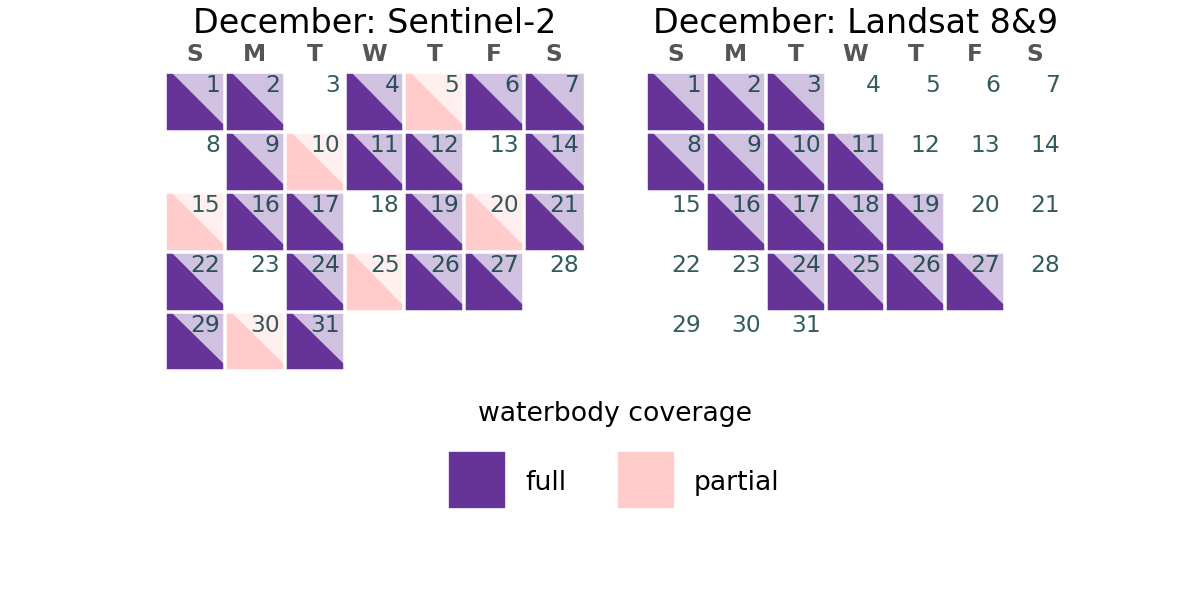 December: Sentinel-2
S M T W T F S
1 2 3 4 5 6 7
8 9 10 11 12 13 14
15 16 17 18 19 20 21
22 23 24 25 26 27 28
29 30 31
December: Landsat 8&9
S M T W T F S
1 2 3 4 5 6 7
8 9 10 11 12 13 14
15 16 17 18 19 20 21
22 23 24 25 26 27 28
29 30 31
waterbody coverage
full partial